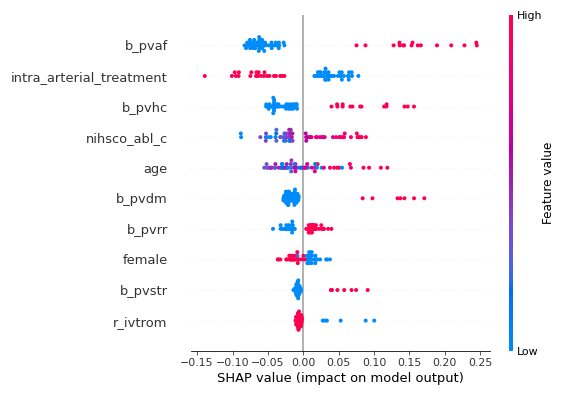 High
b_pvaf
intra_arterial_treatment
b_pvhc
nihsco_abl_c
age
b_pvdm
b_pvrr
female
b_pvstr
r_ivtrom
Feature value
Low
−0.15 −0.10 −0.05 0.00 0.05 0.10 0.15 0.20 0.25
SHAP value (impact on model output)